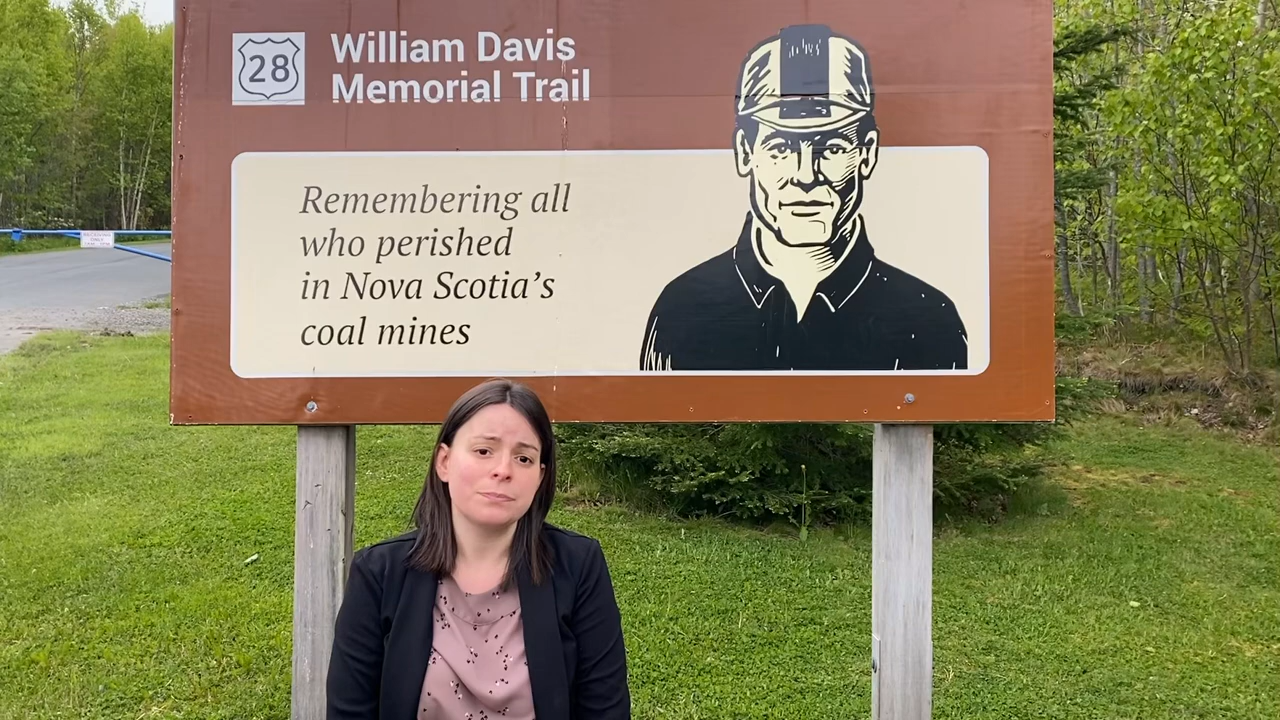 28
William Davis
Memorial Trail
Remembering all
who perished
in Nova Scotia's
coal mines